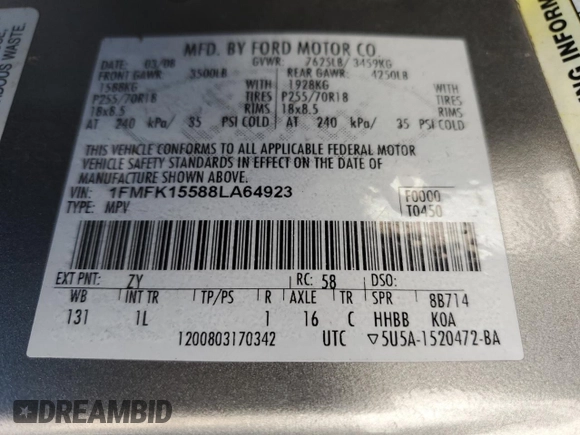 MFD. BY FORD MOTOR CO.
DATE: 03/08 GVWR: 7625LB/ 3459KG
FRONT GAWR: 3500LB REAR GAWR: 4250LB
1588KG WITH 1928KG WITH
P255/70R18 TIRES P255/70R18 TIRES
18x8.5 RIMS 18x8.5 RIMS
AT 240 kPa/ 35 PSI COLD AT 240 kPa/ 35 PSI COLD
THIS VEHICLE CONFORMS TO ALL APPLICABLE FEDERAL MOTOR
VEHICLE SAFETY STANDARDS IN EFFECT ON THE DATE OF
MANUFACTURE SHOWN ABOVE.
VIN: 1FMFK15588LA64923 F0000
TYPE: MPV T0450
EXT PNT: ZY RC: 58 DSO:
WB INT TR TP/PS R AXLE TR SPR 8B714
131 1L 1 16 C HHBB KOA
1200803170342 UTC ▽5U5A-1520472-BA
DREAMBID
WASTE.
NG INFORM